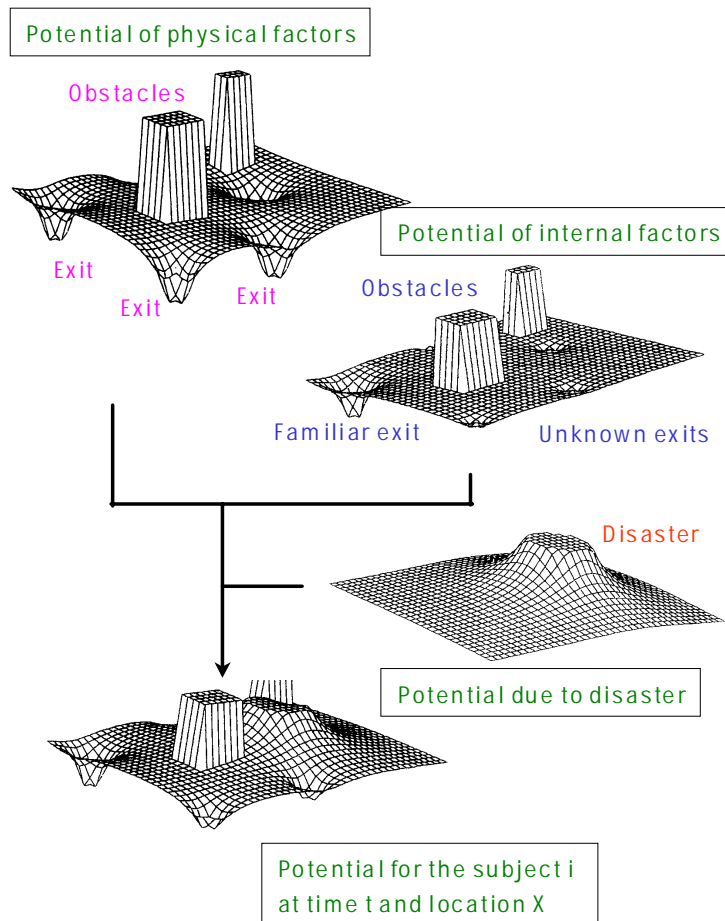 Potential of physical factors
Obstacles
Exit
Exit
Exit
Potential of internal factors
Obstacles
Familiar exit
Unknown exits
Disaster
Potential due to disaster
Potential for the subject i
at time t and location X